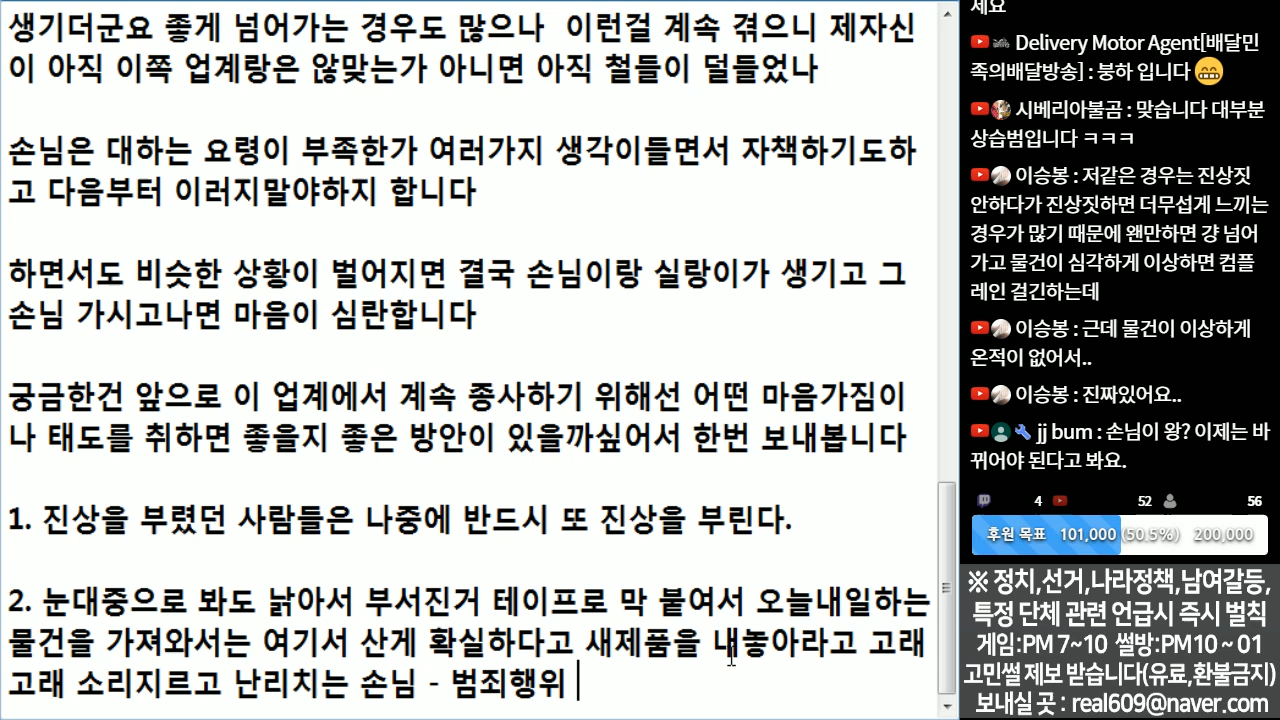 생기더군요 좋게 넘어가는 경우도 많으나  이런걸 계속 겪으니 제자신
이 아직 이쪽 업계랑은 않맞는가 아니면 아직 철들이 덜들었나
손님은 대하는 요령이 부족한가 여러가지 생각이들면서 자책하기도하
고 다음부터 이러지말야하지 합니다
하면서도 비슷한 상황이 벌어지면 결국 손님이랑 실랑이가 생기고 그
손님 가시고나면 마음이 심란합니다
궁금한건 앞으로 이 업계에서 계속 종사하기 위해선 어떤 마음가짐이
나 태도를 취하면 좋을지 좋은 방안이 있을까싶어서 한번 보내봅니다
1. 진상을 부렸던 사람들은 나중에 반드시 또 진상을 부린다.
2. 눈대중으로 봐도 낡아서 부서진거 테이프로 막 붙여서 오늘내일하는
물건을 가져와서는 여기서 산게 확실하다고 새제품을 내놓아라고 고래
고래 소리지르고 난리치는 손님 - 범죄행위
세요
Delivery Motor Agent[배달민
족의배달방송] : 붕하 입니다 😁
시베리아불곰 : 맞습니다 대부분
상습범입니다 ㅋㅋㅋ
이승봉 : 저같은 경우는 진상짓
안하다가 진상짓하면 더무섭게 느끼는
경우가 많기 때문에 왠만하면 걍 넘어
가고 물건이 심각하게 이상하면 컴플
레인 걸긴하는데
이승봉 : 근데 물건이 이상하게
온적이 없어서..
이승봉 : 진짜있어요..
jj bum : 손님이 왕? 이제는 바
뀌어야 된다고 봐요.
4 52 56
후원 목표 101,000 (50.5%) 200,000
※ 정치,선거,나라정책,남여갈등,
특정 단체 관련 언급시 즉시 벌칙
게임:PM 7~10 썰방:PM10 ~ 01
고민썰 제보 받습니다(유료,환불금지)
보내실 곳 : real609@naver.com